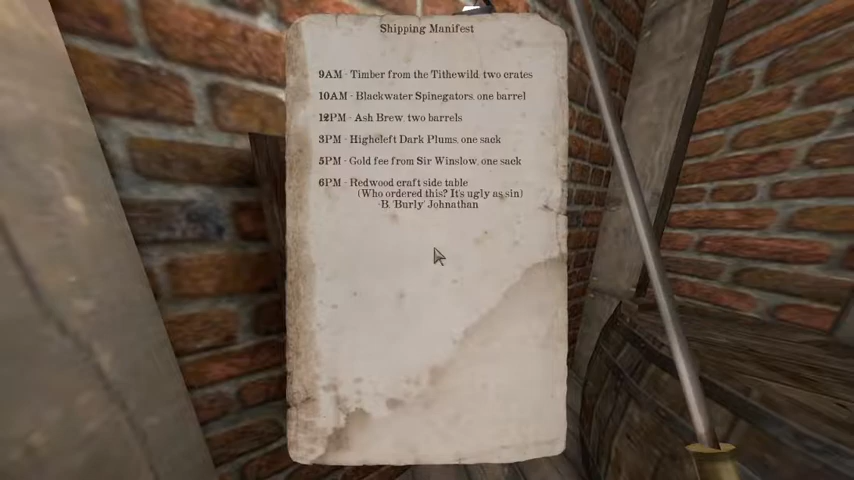 Shipping Manifest
9AM - Timber from the Tithewild, two crates
10AM - Blackwater Spinegators, one barrel
12PM - Ash Brew, two barrels
3PM - Highcleft Dark Plums, one sack
5PM - Gold fee from Sir Winslow, one sack
6PM - Redwood craft side table
(Who ordered this? It's ugly as sin)
-B. 'Burly' Johnathan